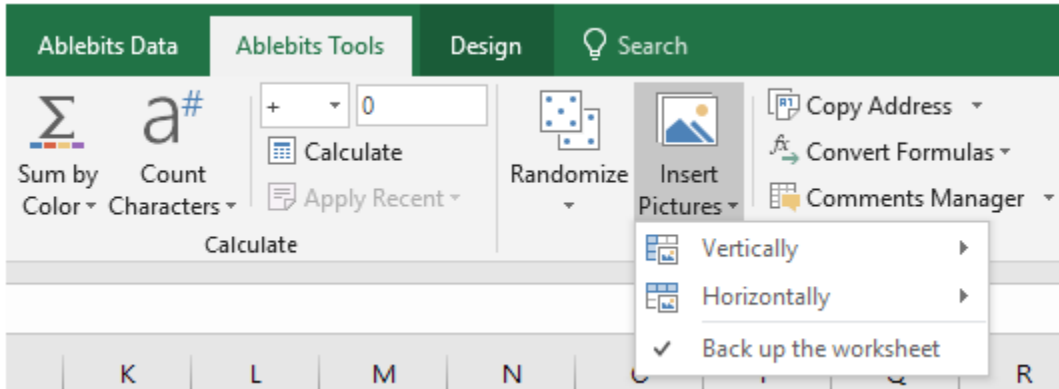 Ablebits Data Ablebits Tools Design Search
Σ a# + 0 Copy Address
Calculate fx Convert Formulas
Sum by Color Count Characters Apply Recent Randomize Insert Pictures Comments Manager
Calculate
Vertically
Horizontally
Back up the worksheet
K L M N R